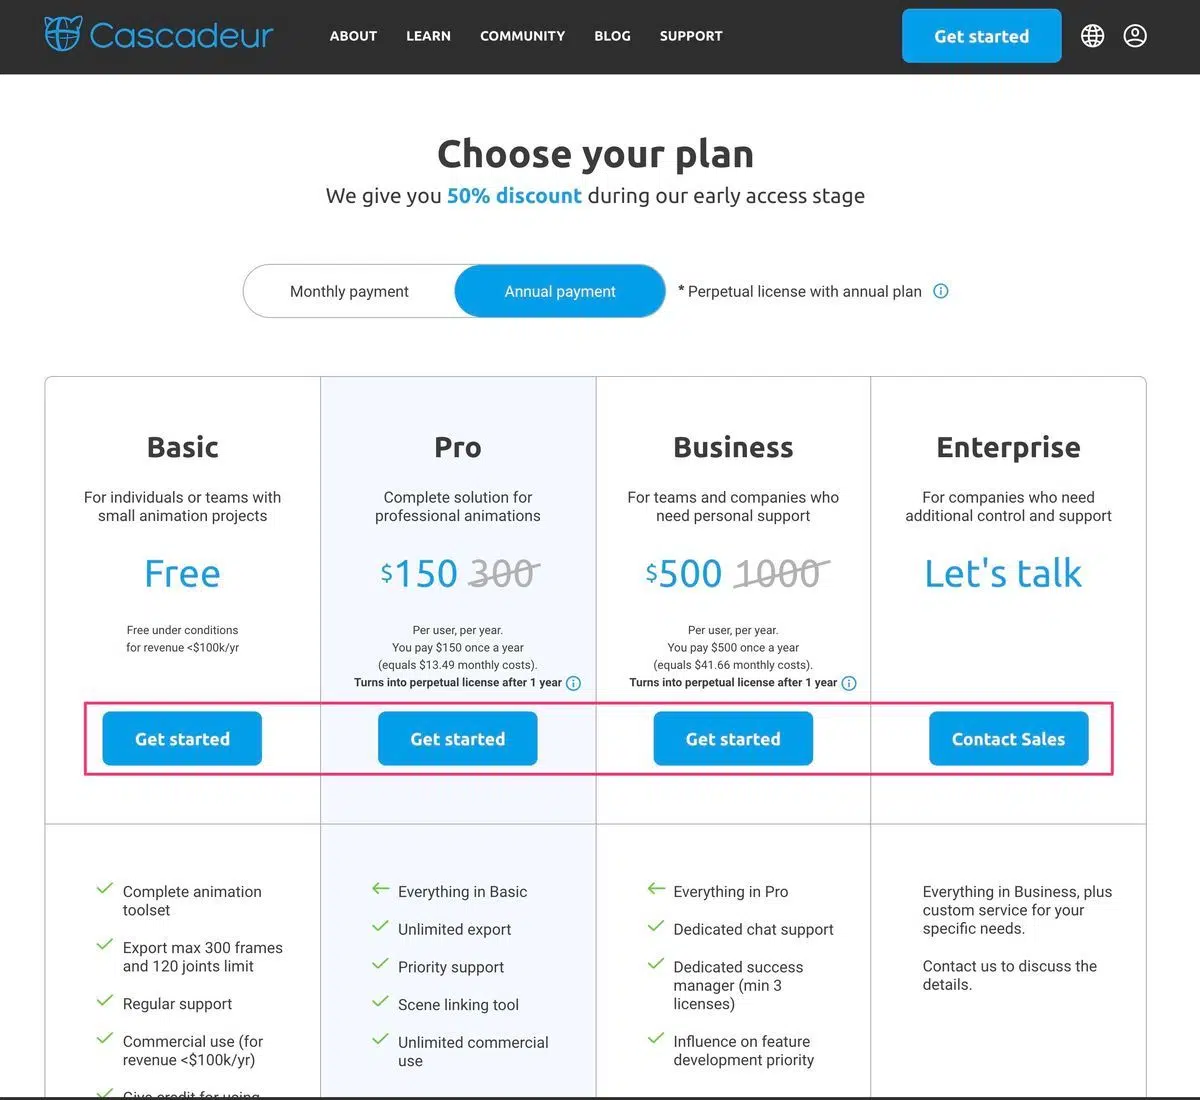 Cascadeur
ABOUT LEARN COMMUNITY BLOG SUPPORT
Get started
Choose your plan
We give you 50% discount during our early access stage
Monthly payment
Annual payment
* Perpetual license with annual plan
Basic
For individuals or teams with
small animation projects
Free
Free under conditions
for revenue <$100k/yr
Get started
Pro
Complete solution for
professional animations
$150 300
Per user, per year.
You pay $150 once a year
(equals $13.49 monthly costs).
Turns into perpetual license after 1 year
Get started
Business
For teams and companies who
need personal support
$500 1000
Per user, per year.
You pay $500 once a year
(equals $41.66 monthly costs).
Turns into perpetual license after 1 year
Get started
Enterprise
For companies who need
additional control and support
Let's talk
Contact Sales
Complete animation
toolset
Export max 300 frames
and 120 joints limit
Regular support
Commercial use (for
revenue <$100k/yr)
Give credit for using
Everything in Basic
Unlimited export
Priority support
Scene linking tool
Unlimited commercial
use
Everything in Pro
Dedicated chat support
Dedicated success
manager (min 3
licenses)
Influence on feature
development priority
Everything in Business, plus
custom service for your
specific needs.
Contact us to discuss the
details.